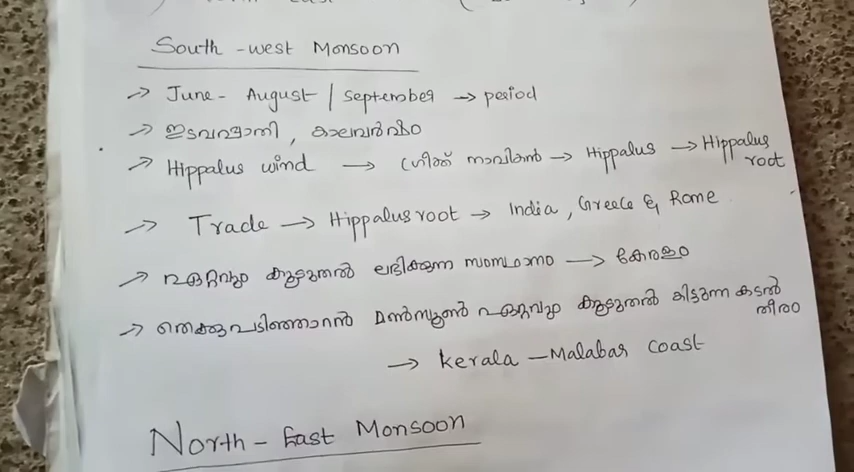 South - west Monsoon
→ June - August / September → period
→ ഇടവപ്പാതി, കാലവർഷം
→ Hippalus wind → ഗ്രീക്ക് നാവികൻ → Hippalus → Hippalus root
→ Trade → Hippalus root → India, Greece & Rome
→ ഏറ്റവും കൂടുതൽ ലഭിക്കുന്ന സംസ്ഥാനം → കേരളം
→ തെക്കുപടിഞ്ഞാറൻ മൺസൂൺ ഏറ്റവും കൂടുതൽ കിട്ടുന്ന കടൽ തീരം
→ Kerala - Malabar Coast
North - East Monsoon